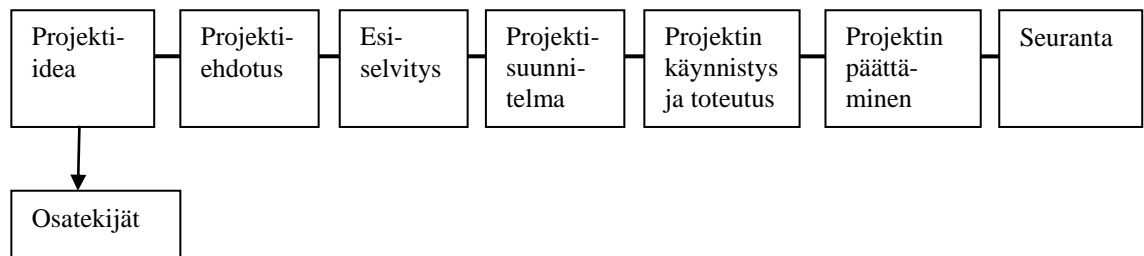 Projekti-
idea
Projekti-
ehdotus
Esi-
selvitys
Projekti-
suunni-
telma
Projektin
käynnistys
ja toteutus
Projektin
päättä-
minen
Seuranta
Osatekijät